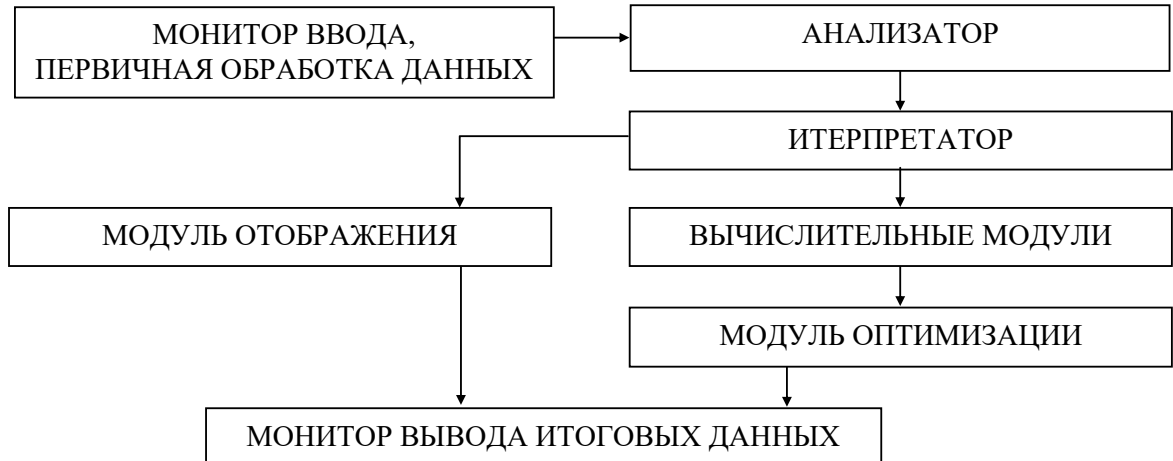 МОНИТОР ВВОДА,
ПЕРВИЧНАЯ ОБРАБОТКА ДАННЫХ
АНАЛИЗАТОР
ИТЕРПРЕТАТОР
МОДУЛЬ ОТОБРАЖЕНИЯ
ВЫЧИСЛИТЕЛЬНЫЕ МОДУЛИ
МОДУЛЬ ОПТИМИЗАЦИИ
МОНИТОР ВЫВОДА ИТОГОВЫХ ДАННЫХ